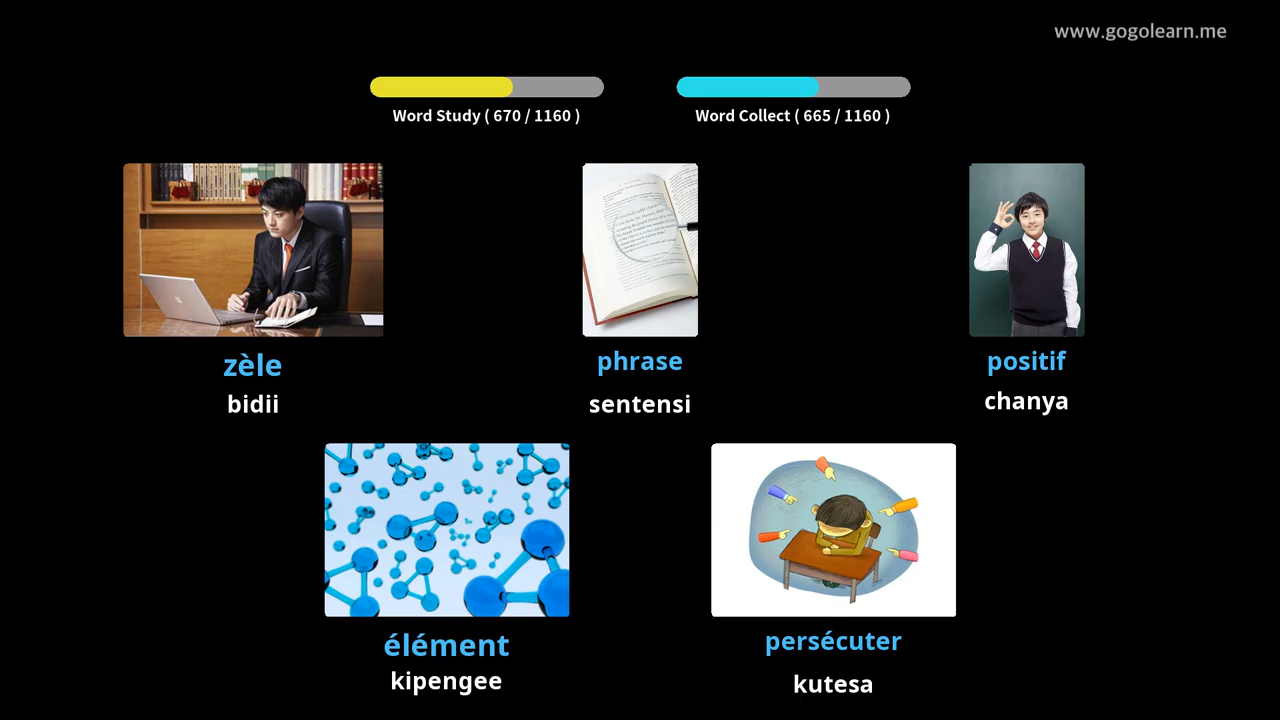 www.gogolearn.me
Word Study ( 670 / 1160 )
Word Collect ( 665 / 1160 )
zèle
bidii
phrase
sentensi
positif
chanya
élément
kipengee
persécuter
kutesa